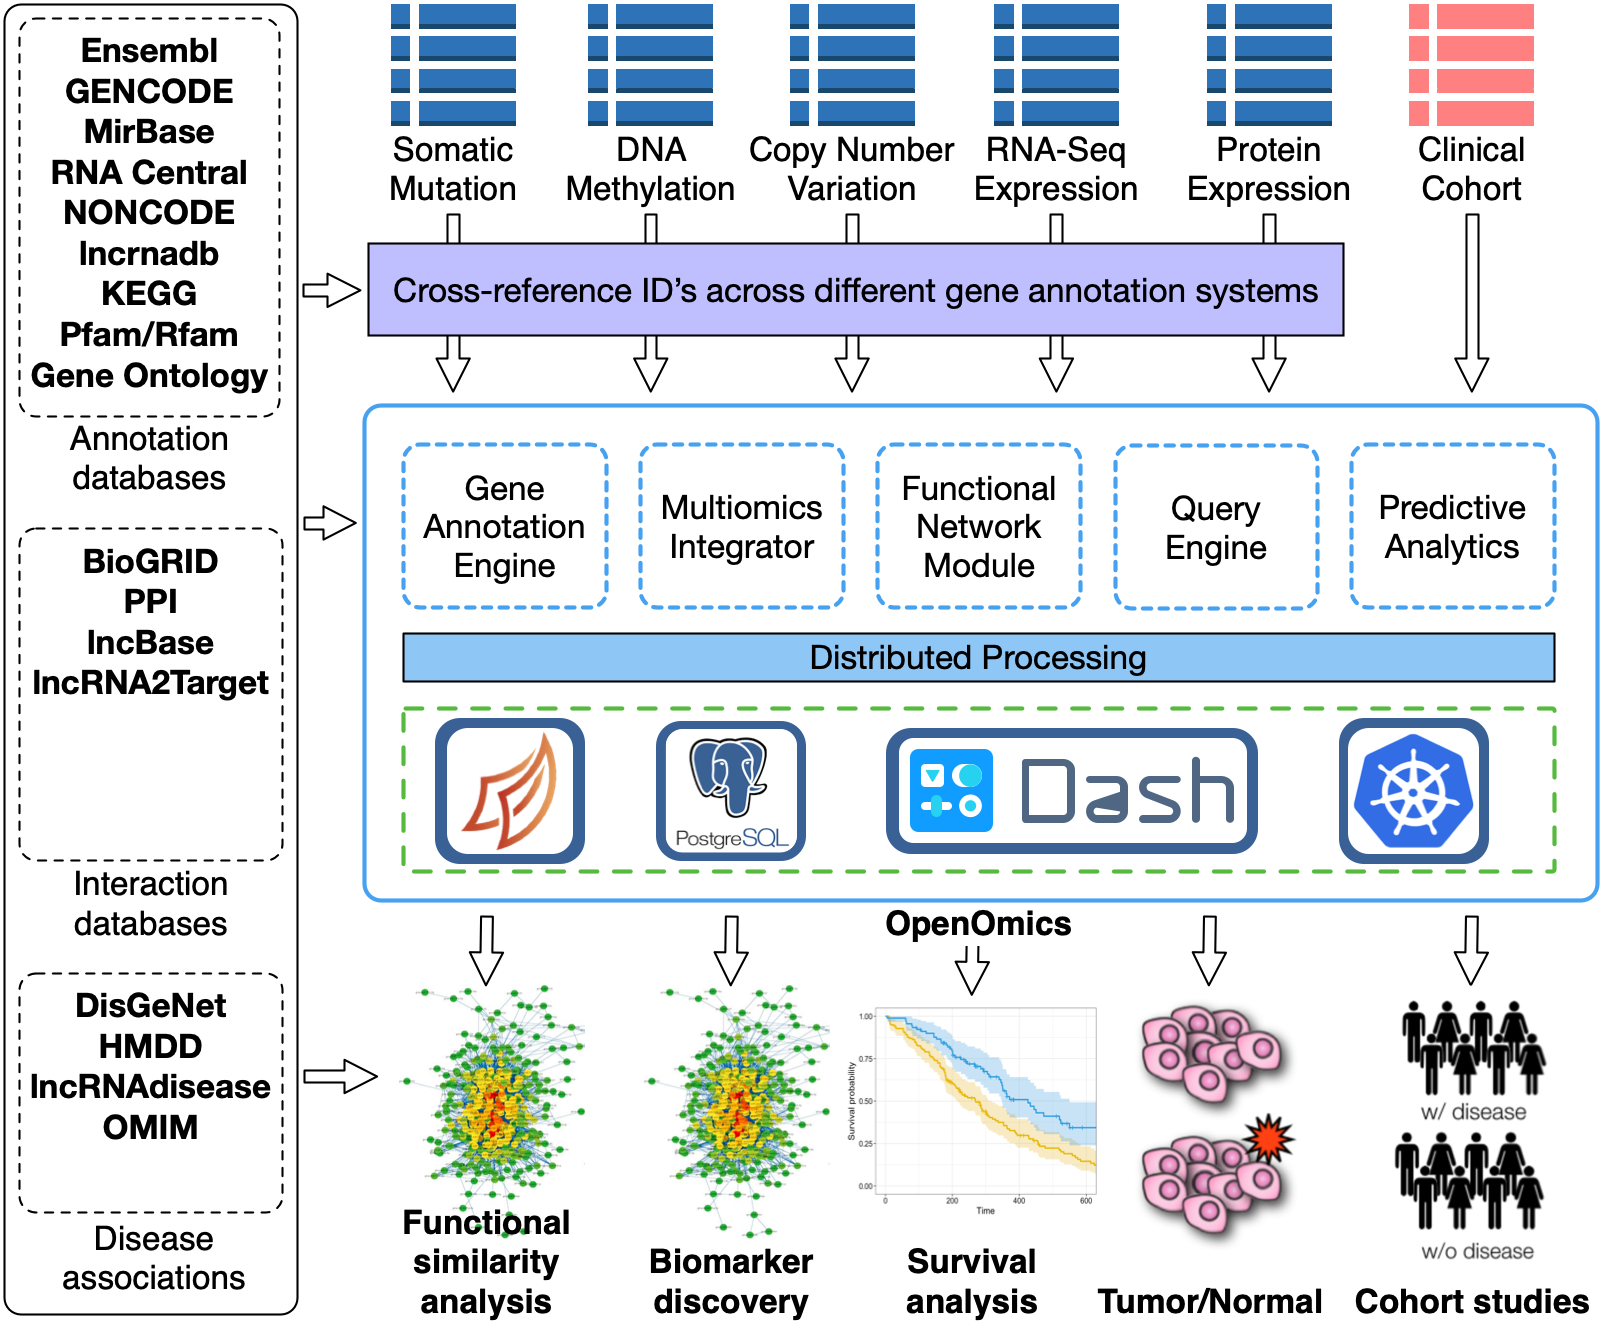 Ensembl
GENCODE
MirBase
RNA Central
NONCODE
lncrnadb
KEGG
Pfam/Rfam
Gene Ontology
Annotation
databases
BioGRID
PPI
lncBase
lncRNA2Target
Interaction
databases
DisGeNet
HMDD
lncRNAdisease
OMIM
Disease
associations
Somatic
Mutation
DNA
Methylation
Copy Number
Variation
RNA-Seq
Expression
Protein
Expression
Clinical
Cohort
Cross-reference ID’s across different gene annotation systems
Gene
Annotation
Engine
Multiomics
Integrator
Functional
Network
Module
Query
Engine
Predictive
Analytics
Distributed Processing
PostgreSQL
Dash
OpenOmics
Functional
similarity
analysis
Biomarker
discovery
Survival probability
1.00
0.75
0.50
0.25
0.00
0
200
400
600
Time
Survival
analysis
Tumor/Normal
w/ disease
w/o disease
Cohort studies